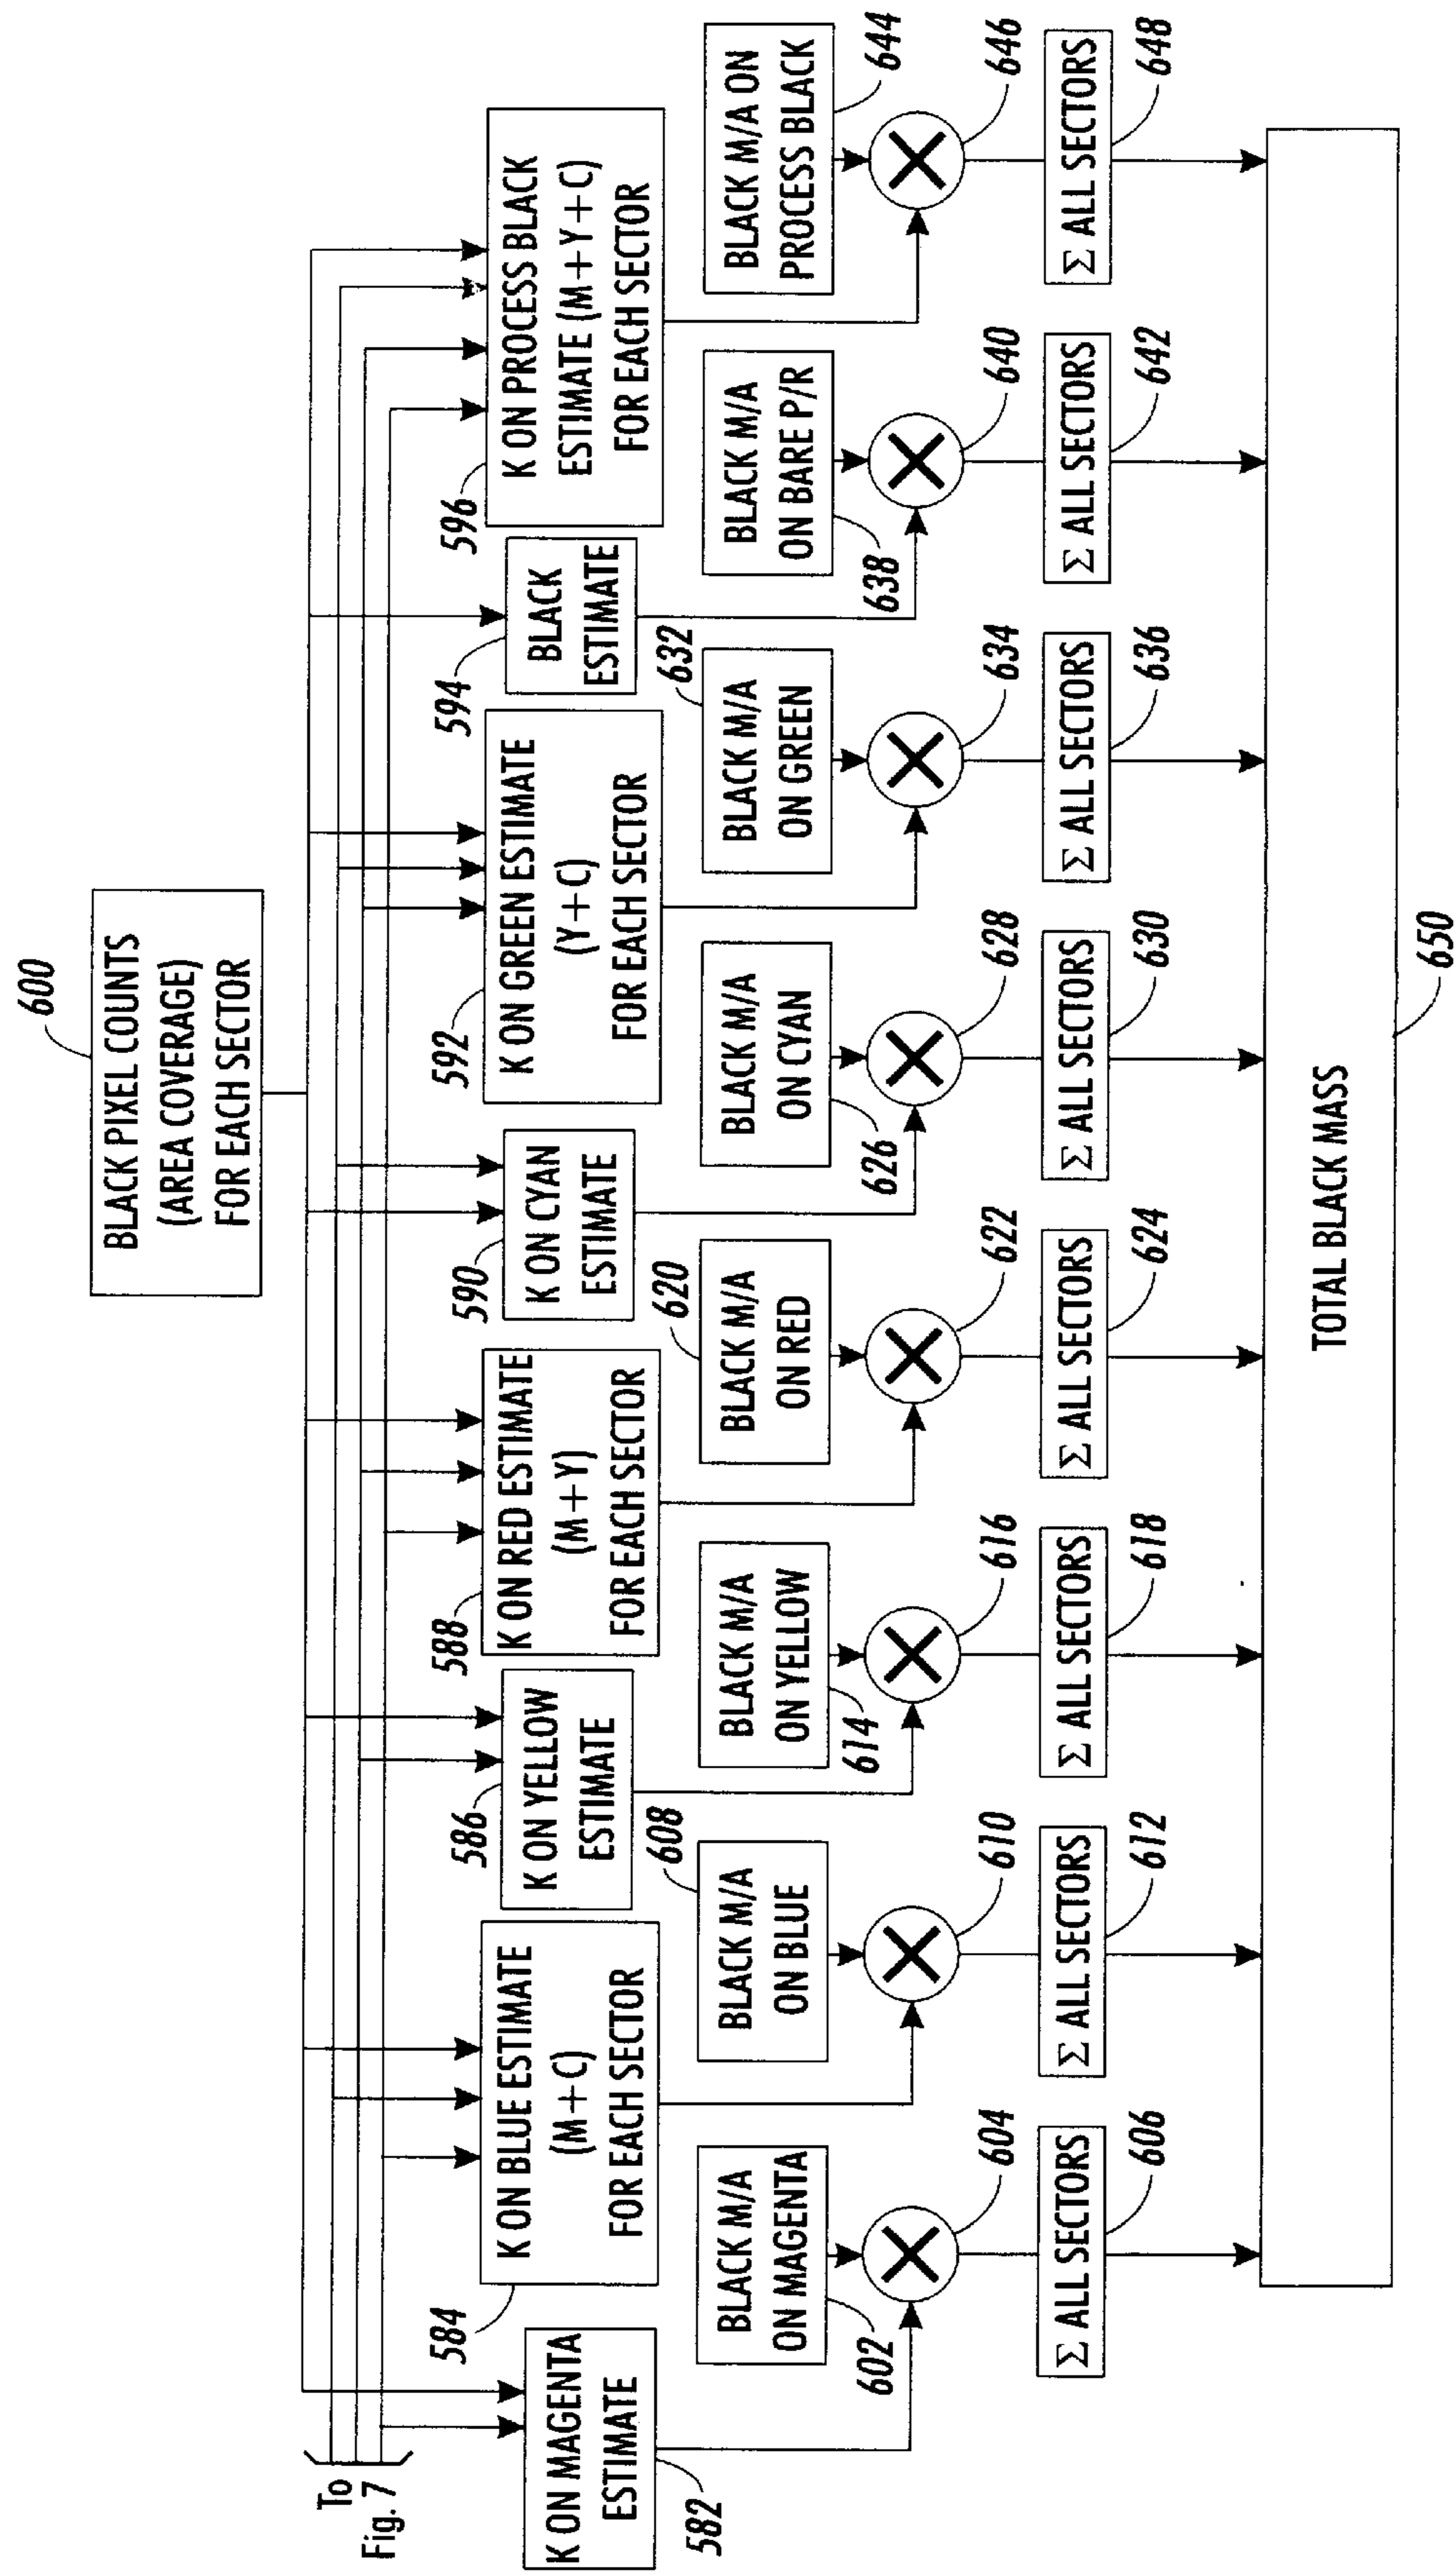 600
BLACK PIXEL COUNTS
(AREA COVERAGE)
FOR EACH SECTOR
To
Fig. 7
K ON MAGENTA
ESTIMATE
582
584
K ON BLUE ESTIMATE
(M+C)
FOR EACH SECTOR
586
K ON YELLOW
ESTIMATE
588
K ON RED ESTIMATE
(M+Y)
FOR EACH SECTOR
590
K ON CYAN
ESTIMATE
592
K ON GREEN ESTIMATE
(Y+C)
FOR EACH SECTOR
594
BLACK
ESTIMATE
596
K ON PROCESS BLACK
ESTIMATE (M+Y+C)
FOR EACH SECTOR
BLACK M/A
ON MAGENTA
602
608
BLACK M/A
ON BLUE
BLACK M/A
ON YELLOW
614
620
BLACK M/A
ON RED
BLACK M/A
ON CYAN
626
632
BLACK M/A
ON GREEN
BLACK M/A
ON BARE P/R
638
BLACK M/A ON
PROCESS BLACK
644
604
610
616
622
628
634
640
646
Σ ALL SECTORS
606
Σ ALL SECTORS
612
Σ ALL SECTORS
618
Σ ALL SECTORS
624
Σ ALL SECTORS
630
Σ ALL SECTORS
636
Σ ALL SECTORS
642
Σ ALL SECTORS
648
TOTAL BLACK MASS
650